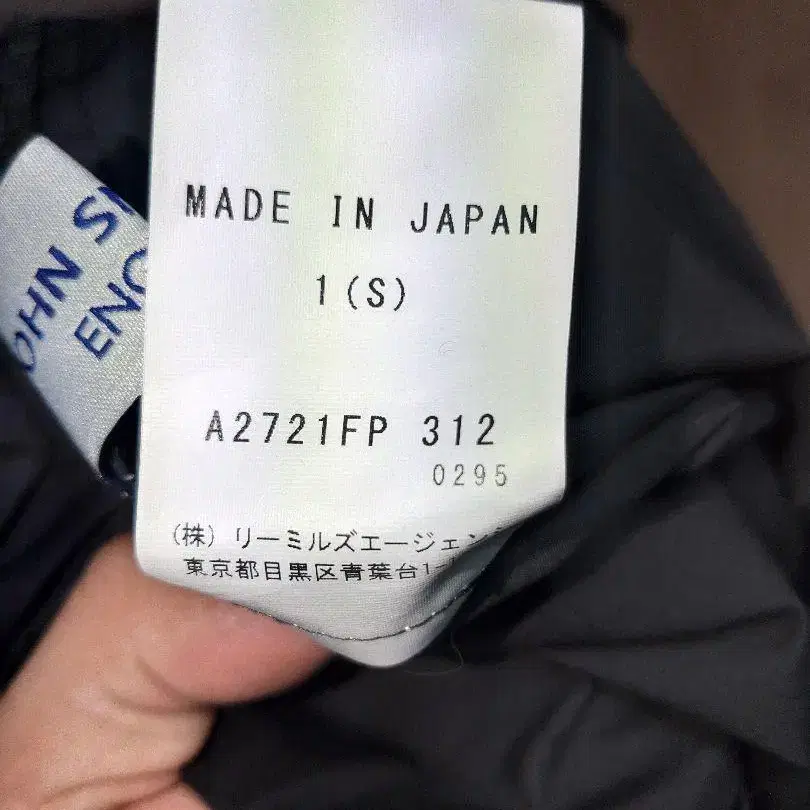 MADE IN JAPAN
1(S)
A2721FP 312
0295
(株) リーミルズエージェン
東京都目黒区青葉台1-
OHN S
EN